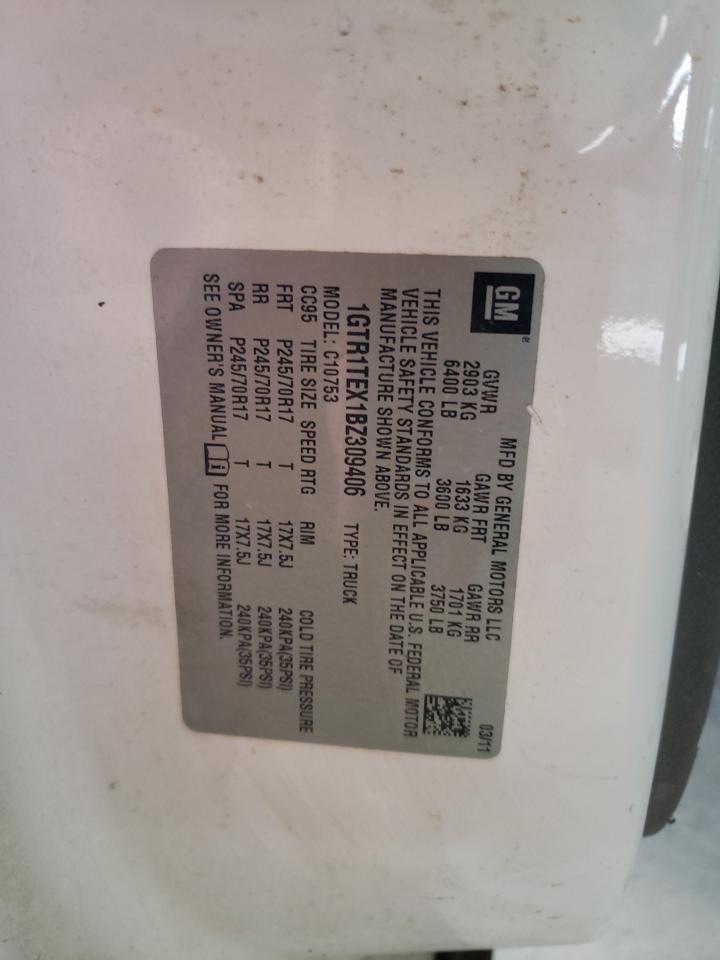 GM
MFD BY GENERAL MOTORS LLC 03/11
GVWR GAWR FRT GAWR RR
2903 KG 1633 KG 1701 KG
6400 LB 3600 LB 3750 LB
THIS VEHICLE CONFORMS TO ALL APPLICABLE U.S. FEDERAL MOTOR
VEHICLE SAFETY STANDARDS IN EFFECT ON THE DATE OF
MANUFACTURE SHOWN ABOVE.
1GTR1TEX1BZ309406 TYPE: TRUCK
MODEL: C10753
CC95 TIRE SIZE SPEED RTG RIM COLD TIRE PRESSURE
FRT P245/70R17 T 17X7.5J 240KPA(35PSI)
RR P245/70R17 T 17X7.5J 240KPA(35PSI)
SPA P245/70R17 T 17X7.5J 240KPA(35PSI)
SEE OWNER'S MANUAL i FOR MORE INFORMATION.